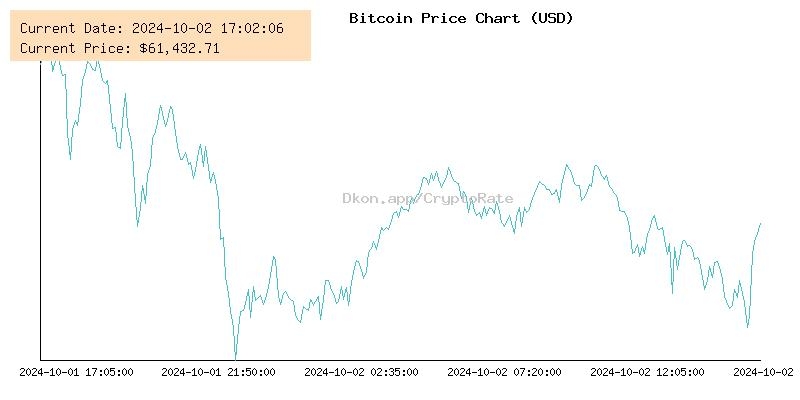 Bitcoin Price Chart (USD)
Current Date: 2024-10-02 17:02:06
Current Price: $61,432.71
Dkon.app/CryptoRate
2024-10-01 17:05:00 2024-10-01 21:50:00 2024-10-02 02:35:00 2024-10-02 07:20:00 2024-10-02 12:05:00 2024-10-02